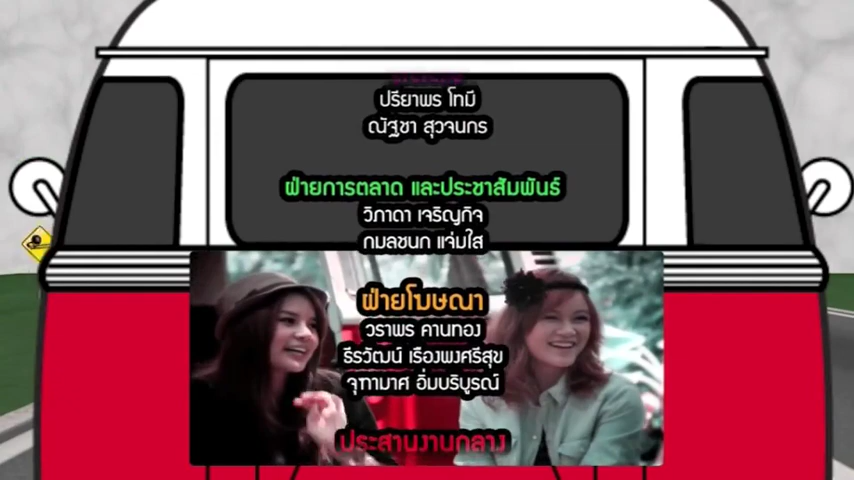 ปรียาพร โทมี
ณัฐชา สุวจนกร
ฝ่ายการตลาด และประชาสัมพันธ์
วิภาดา เจริญกิจ
กมลชนก แจ่มใส
ฝ่ายโฆษณา
วราพร คานทอง
ธีรวัฒน์ เรืองพงศรีสุข
จุฑามาศ อิ่มบริบูรณ์
ประสานงานกลาง